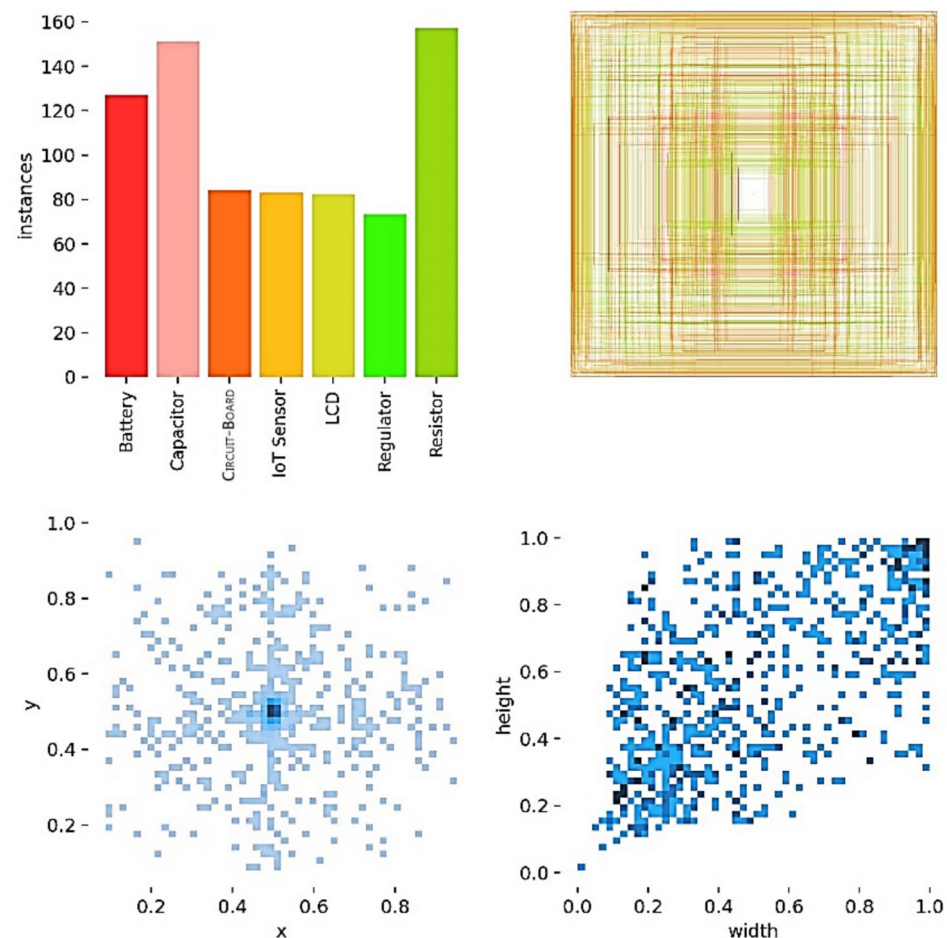 160
140
120
100
80
60
40
20
0
instances
Battery
Capacitor
CIRCUIT-BOARD
IoT Sensor
LCD
Regulator
Resistor
1.0
0.8
0.6
0.4
0.2
y
0.2 0.4 0.6 0.8
x
1.0
0.8
0.6
0.4
0.2
0.0
height
0.0 0.2 0.4 0.6 0.8 1.0
width